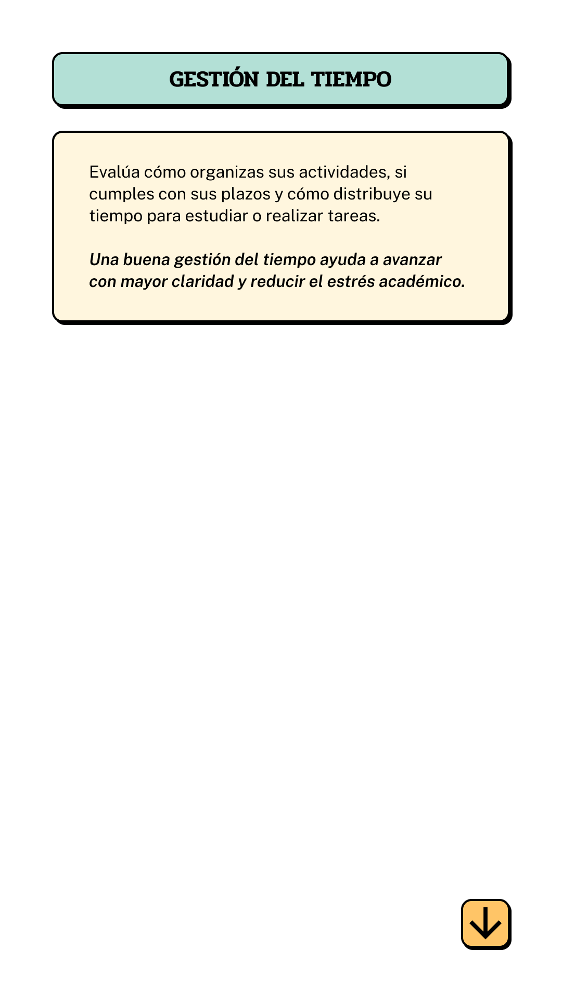 GESTIÓN DEL TIEMPO
Evalúa cómo organizas sus actividades, si
cumples con sus plazos y cómo distribuye su
tiempo para estudiar o realizar tareas.
Una buena gestión del tiempo ayuda a avanzar
con mayor claridad y reducir el estrés académico.